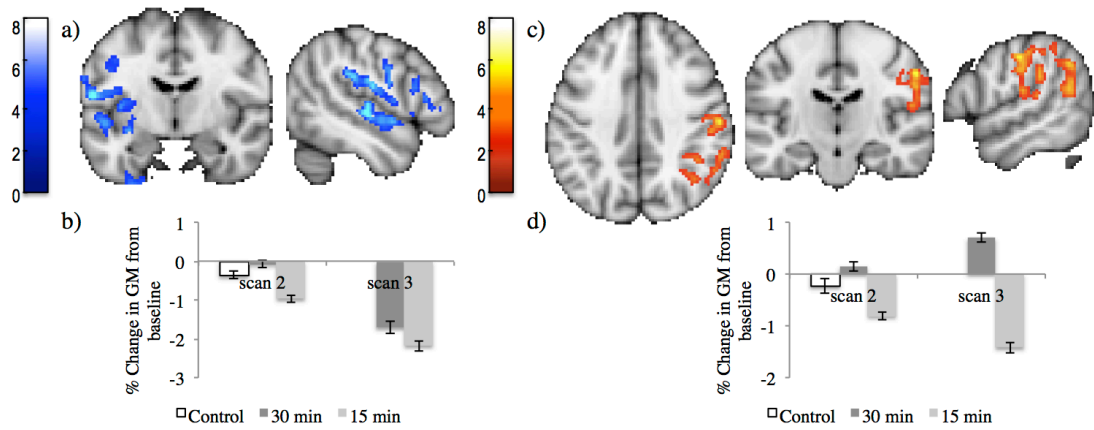 8
6
4
2
0
a)
8
6
4
2
0
c)
b)
% Change in GM from
baseline
1
0
-1
-2
-3
scan 2
scan 3
Control 30 min 15 min
d)
% Change in GM from
baseline
1
0
-1
-2
scan 2
scan 3
Control 30 min 15 min